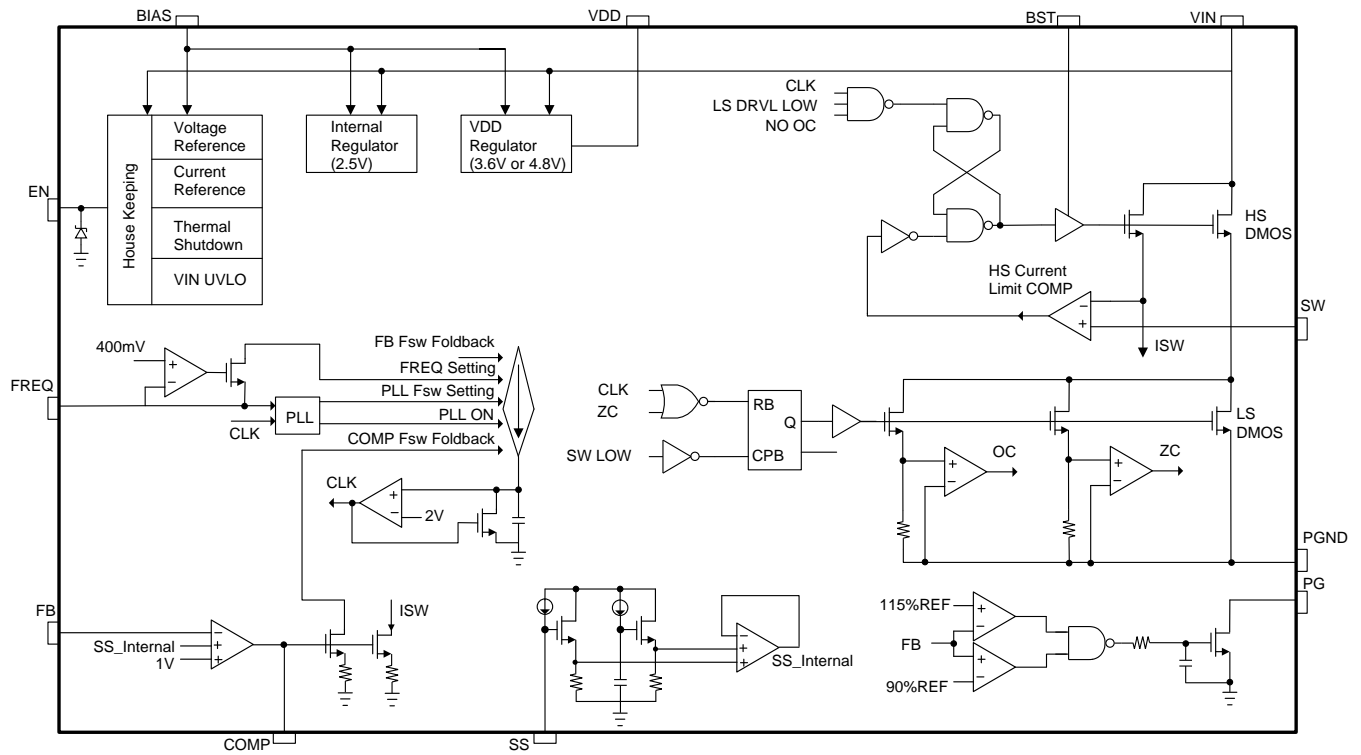 BIAS
VDD
BST
VIN
CLK
LS DRVL LOW
NO OC
House Keeping
Voltage
Reference
Current
Reference
Thermal
Shutdown
VIN UVLO
Internal
Regulator
(2.5V)
VDD
Regulator
(3.6V or 4.8V)
EN
HS
DMOS
HS Current
Limit COMP
-
+
SW
ISW
400mV
+
-
FREQ
PLL
CLK
FB Fsw Foldback
FREQ Setting
PLL Fsw Setting
PLL ON
COMP Fsw Foldback
CLK
+
-
2V
CLK
ZC
SW LOW
RB
Q
CPB
LS
DMOS
+
-
OC
+
-
ZC
PGND
PG
FB
SS_Internal
1V
-
+
+
ISW
COMP
SS
-
+
+
SS_Internal
115%REF
FB
90%REF
+
-
+
-